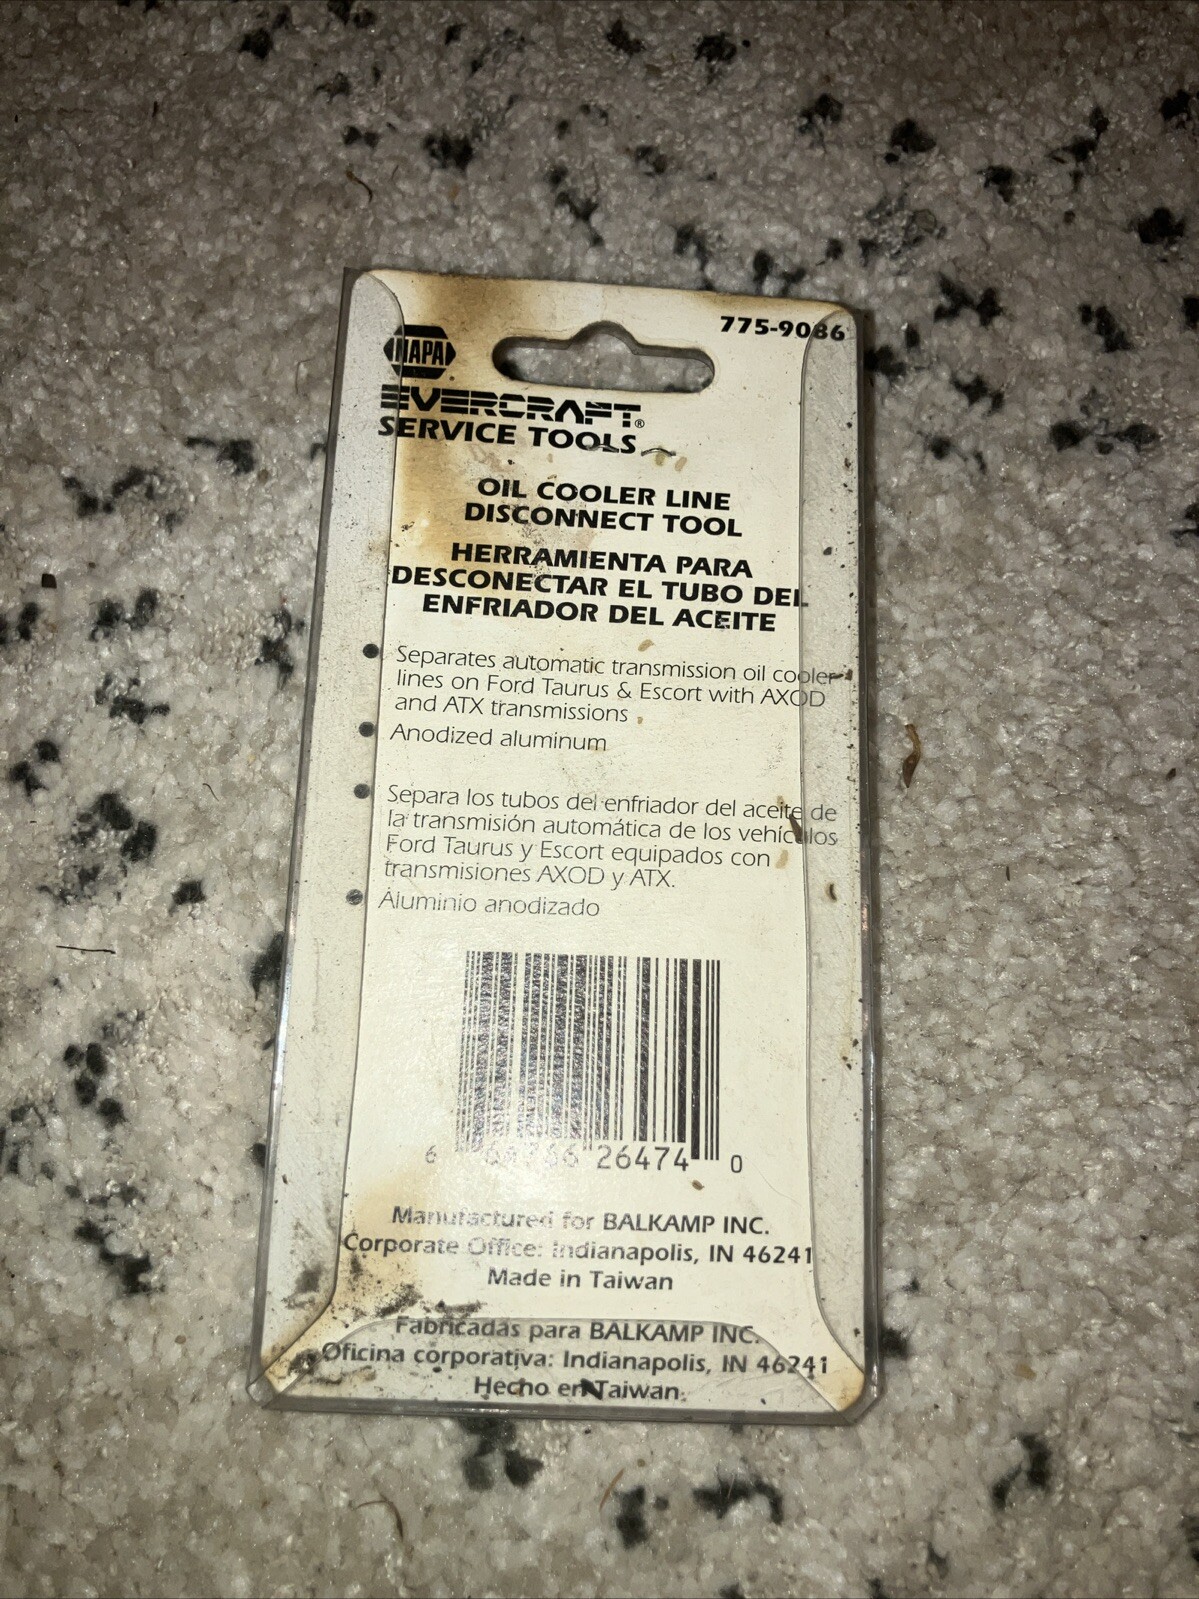 775-9086
NAPA
EVERCRAFT®
SERVICE TOOLS
OIL COOLER LINE
DISCONNECT TOOL
HERRAMIENTA PARA
DESCONECTAR EL TUBO DEL
ENFRIADOR DEL ACEITE
• Separates automatic transmission oil cooler
lines on Ford Taurus & Escort with AXOD
and ATX transmissions
• Anodized aluminum
• Separa los tubos del enfriador del aceite de
la transmisión automática de los vehículos
Ford Taurus y Escort equipados con
transmisiones AXOD y ATX.
• Aluminio anodizado
6 26474 0
Manufactured for BALKAMP INC.
Corporate Office: Indianapolis, IN 46241
Made in Taiwan
Fabricadas para BALKAMP INC.
Oficina corporativa: Indianapolis, IN 46241
Hecho en Taiwan